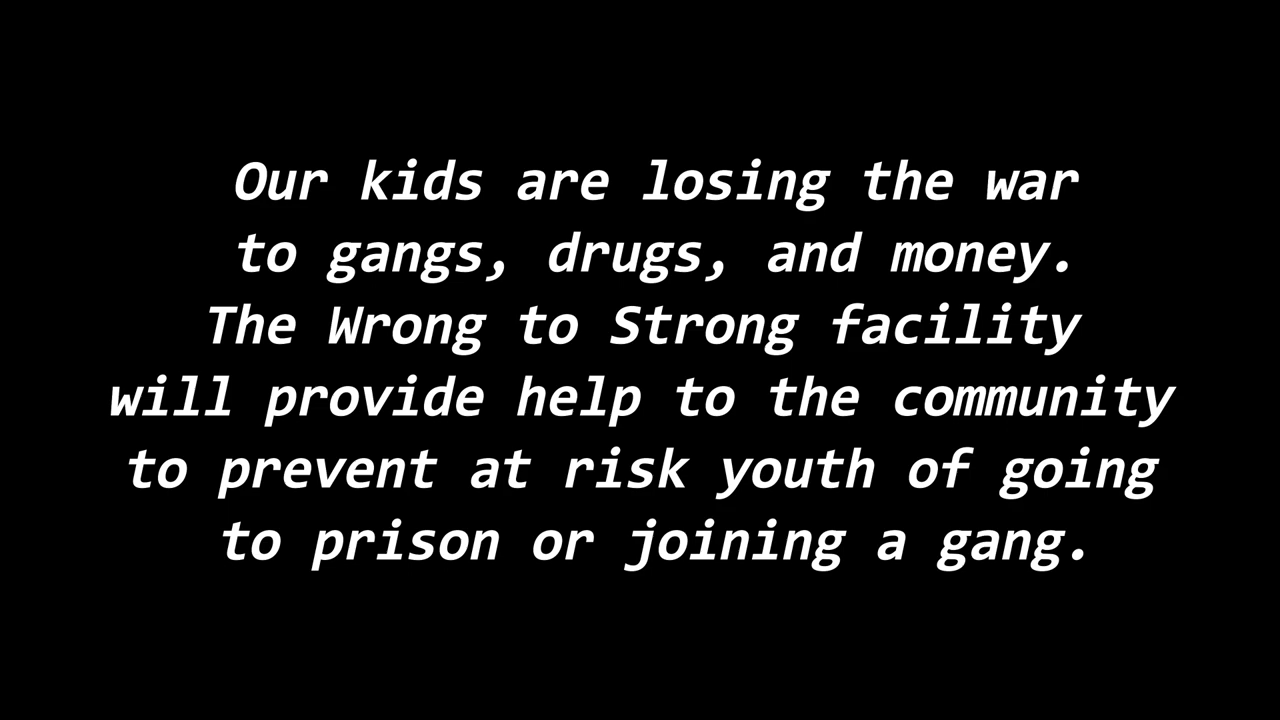 Our kids are losing the war
to gangs, drugs, and money.
The Wrong to Strong facility
will provide help to the community
to prevent at risk youth of going
to prison or joining a gang.